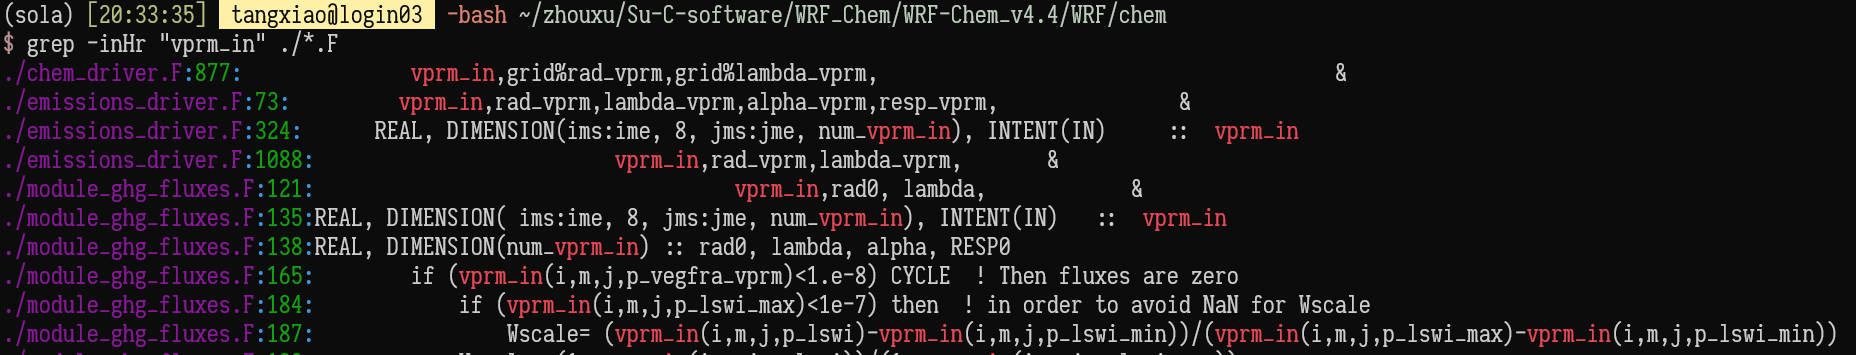 (sola) [20:33:35] tangxiao@login03 -bash ~/zhouxu/Su-C-software/WRF_Chem/WRF-Chem_v4.4/WRF/chem
$ grep -inHr "vprm_in" ./*.F
./chem_driver.F:877: vprm_in,grid%rad_vprm,grid%lambda_vprm, &
./emissions_driver.F:73: vprm_in,rad_vprm,lambda_vprm,alpha_vprm,resp_vprm, &
./emissions_driver.F:324: REAL, DIMENSION(ims:ime, 8, jms:jme, num_vprm_in), INTENT(IN) :: vprm_in
./emissions_driver.F:1088: vprm_in,rad_vprm,lambda_vprm, &
./module_ghg_fluxes.F:121: vprm_in,rad0, lambda, &
./module_ghg_fluxes.F:135:REAL, DIMENSION( ims:ime, 8, jms:jme, num_vprm_in), INTENT(IN) :: vprm_in
./module_ghg_fluxes.F:138:REAL, DIMENSION(num_vprm_in) :: rad0, lambda, alpha, RESP0
./module_ghg_fluxes.F:165: if (vprm_in(i,m,j,p_vegfra_vprm)<1.e-8) CYCLE ! Then fluxes are zero
./module_ghg_fluxes.F:184: if (vprm_in(i,m,j,p_lswi_max)<1e-7) then ! in order to avoid NaN for Wscale
./module_ghg_fluxes.F:187: Wscale= (vprm_in(i,m,j,p_lswi)-vprm_in(i,m,j,p_lswi_min))/(vprm_in(i,m,j,p_lswi_max)-vprm_in(i,m,j,p_lswi_min))